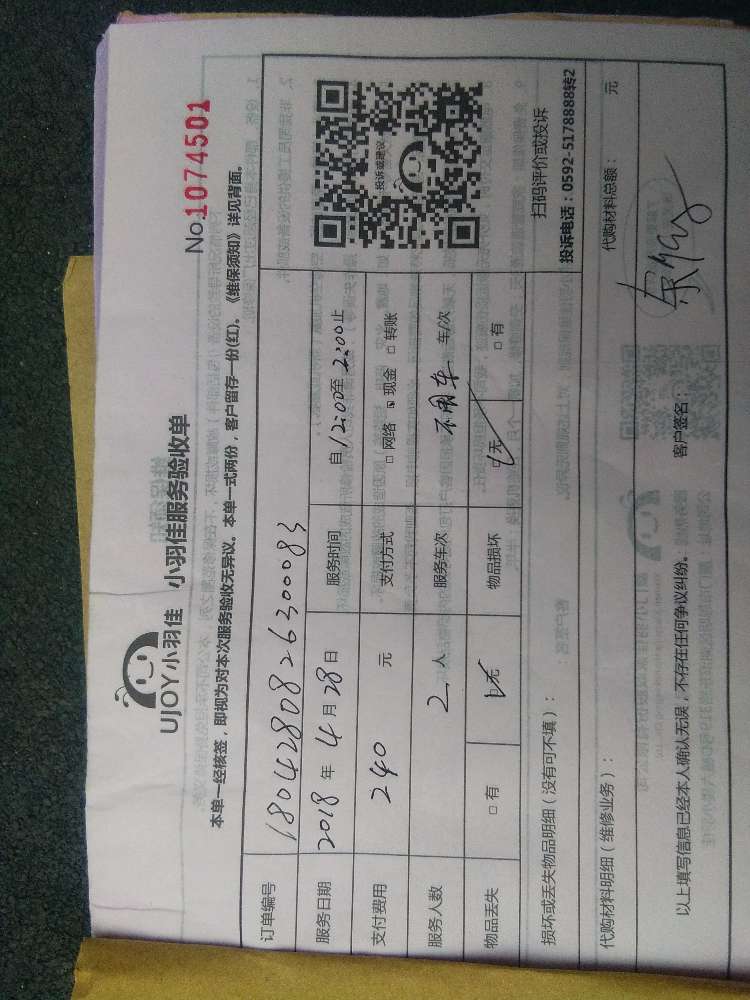 UJOY小羽佳 小羽佳服务验收单
No:1074501
本单一经核签，即视为对本次服务验收无异议。本单一式两份，客户留存一份(红)。《维保须知》详见背面。
订单编号 1804280826300083
服务日期 2018 年 4 月 28 日 服务时间 自 12:00 至 2:00 止
支付费用 240 元 支付方式 □ 网络 □ 现金 □ 转账
服务人数 2 人 服务车次 不用车 车/次
物品丢失 □ 有 □ 无 物品损坏 □ 无 □ 有
投诉或建议
扫码评价或投诉
投诉电话：0592-5178888转2
损坏或丢失物品明细（没有可不填）：
代购材料明细（维修业务）： 代购材料总额： 元
以上填写信息已经本人确认无误，不存在任何争议纠纷。 客户签名：